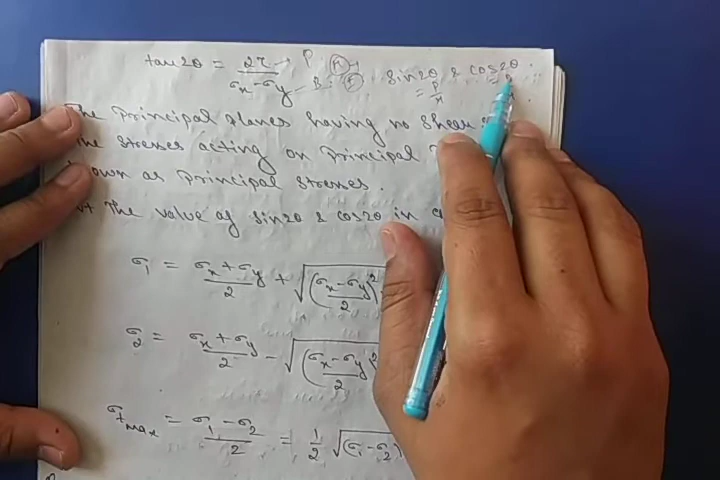 tan2θ = 2τ/(σx-σy) → P B. H sin2θ & cos2θ
= P/H = B
The Principal planes having no Shear
The stresses acting on Principal
known as Principal stresses.
The value of sin2θ & cos2θ in
σ1 = (σx+σy)/2 + √((σx-σy)/2)²
σ2 = (σx+σy)/2 - √((σx-σy)/2)²
σtmax = (σ1-σ2)/2 = 1/2 √(σ1-σ2)